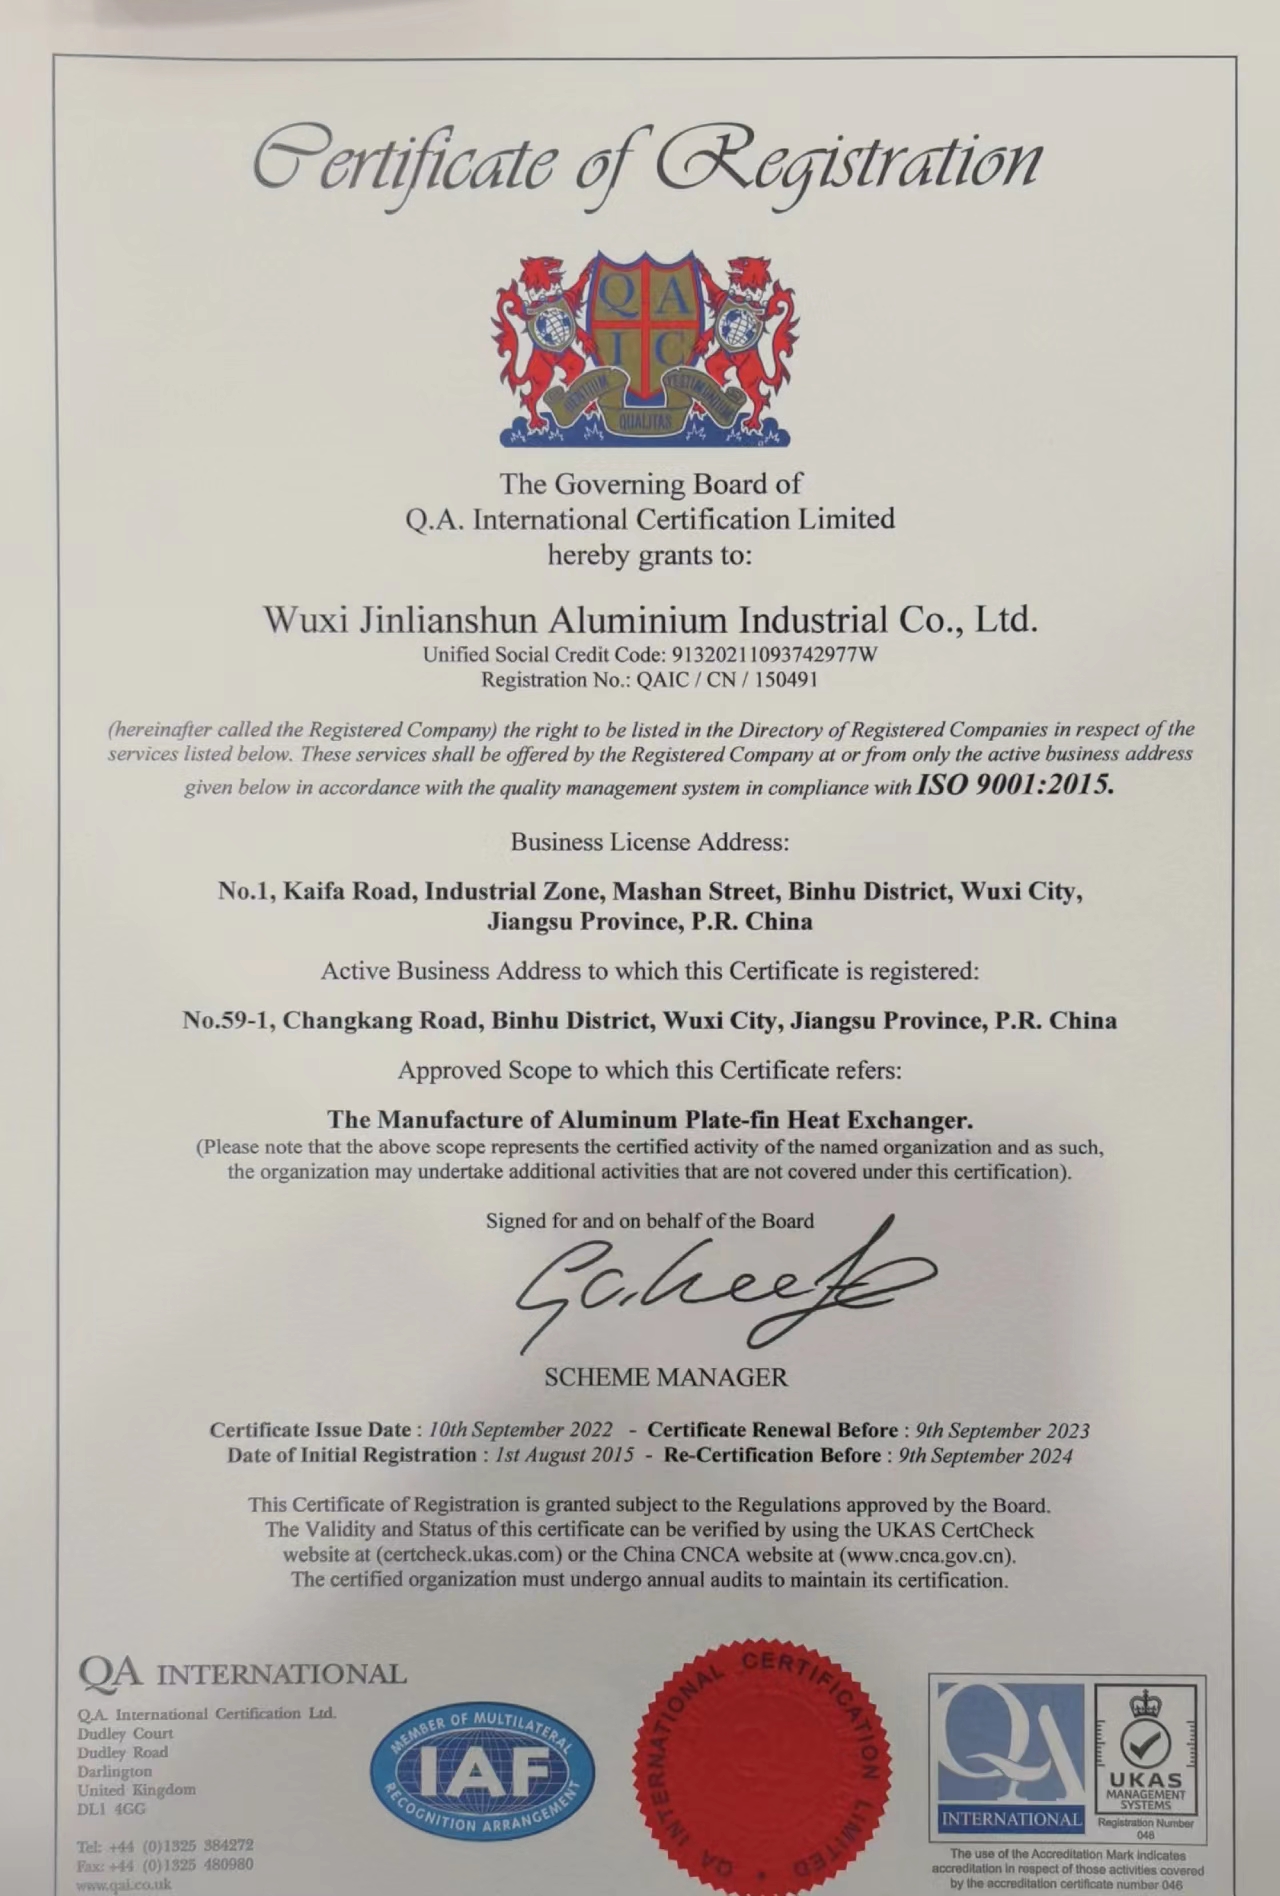 Certificate of Registration
Q A
I C
GENTIUM QUALITAS TESTIMONIUM
The Governing Board of
Q.A. International Certification Limited
hereby grants to:
Wuxi Jinlianshun Aluminium Industrial Co., Ltd.
Unified Social Credit Code: 91320211093742977W
Registration No.: QAIC / CN / 150491
(hereinafter called the Registered Company) the right to be listed in the Directory of Registered Companies in respect of the
services listed below. These services shall be offered by the Registered Company at or from only the active business address
given below in accordance with the quality management system in compliance with ISO 9001:2015.
Business License Address:
No.1, Kaifa Road, Industrial Zone, Mashan Street, Binhu District, Wuxi City,
Jiangsu Province, P.R. China
Active Business Address to which this Certificate is registered:
No.59-1, Changkang Road, Binhu District, Wuxi City, Jiangsu Province, P.R. China
Approved Scope to which this Certificate refers:
The Manufacture of Aluminum Plate-fin Heat Exchanger.
(Please note that the above scope represents the certified activity of the named organization and as such,
the organization may undertake additional activities that are not covered under this certification).
Signed for and on behalf of the Board
SCHEME MANAGER
Certificate Issue Date : 10th September 2022 - Certificate Renewal Before : 9th September 2023
Date of Initial Registration : 1st August 2015 - Re-Certification Before : 9th September 2024
This Certificate of Registration is granted subject to the Regulations approved by the Board.
The Validity and Status of this certificate can be verified by using the UKAS CertCheck
website at (certcheck.ukas.com) or the China CNCA website at (www.cnca.gov.cn).
The certified organization must undergo annual audits to maintain its certification.
QA INTERNATIONAL
Q.A. International Certification Ltd.
Dudley Court
Dudley Road
Darlington
United Kingdom
DL1 4GG
Tel: +44 (0)1325 384272
Fax: +44 (0)1325 480980
www.qai.co.uk
MEMBER OF MULTILATERAL
IAF
RECOGNITION ARRANGEMENT
QA INTERNATIONAL CERTIFICATION LIMITED
QA
INTERNATIONAL
UKAS
MANAGEMENT
SYSTEMS
Registration Number
046
The use of the Accreditation Mark indicates
accreditation in respect of those activities covered
by the accreditation certificate number 046